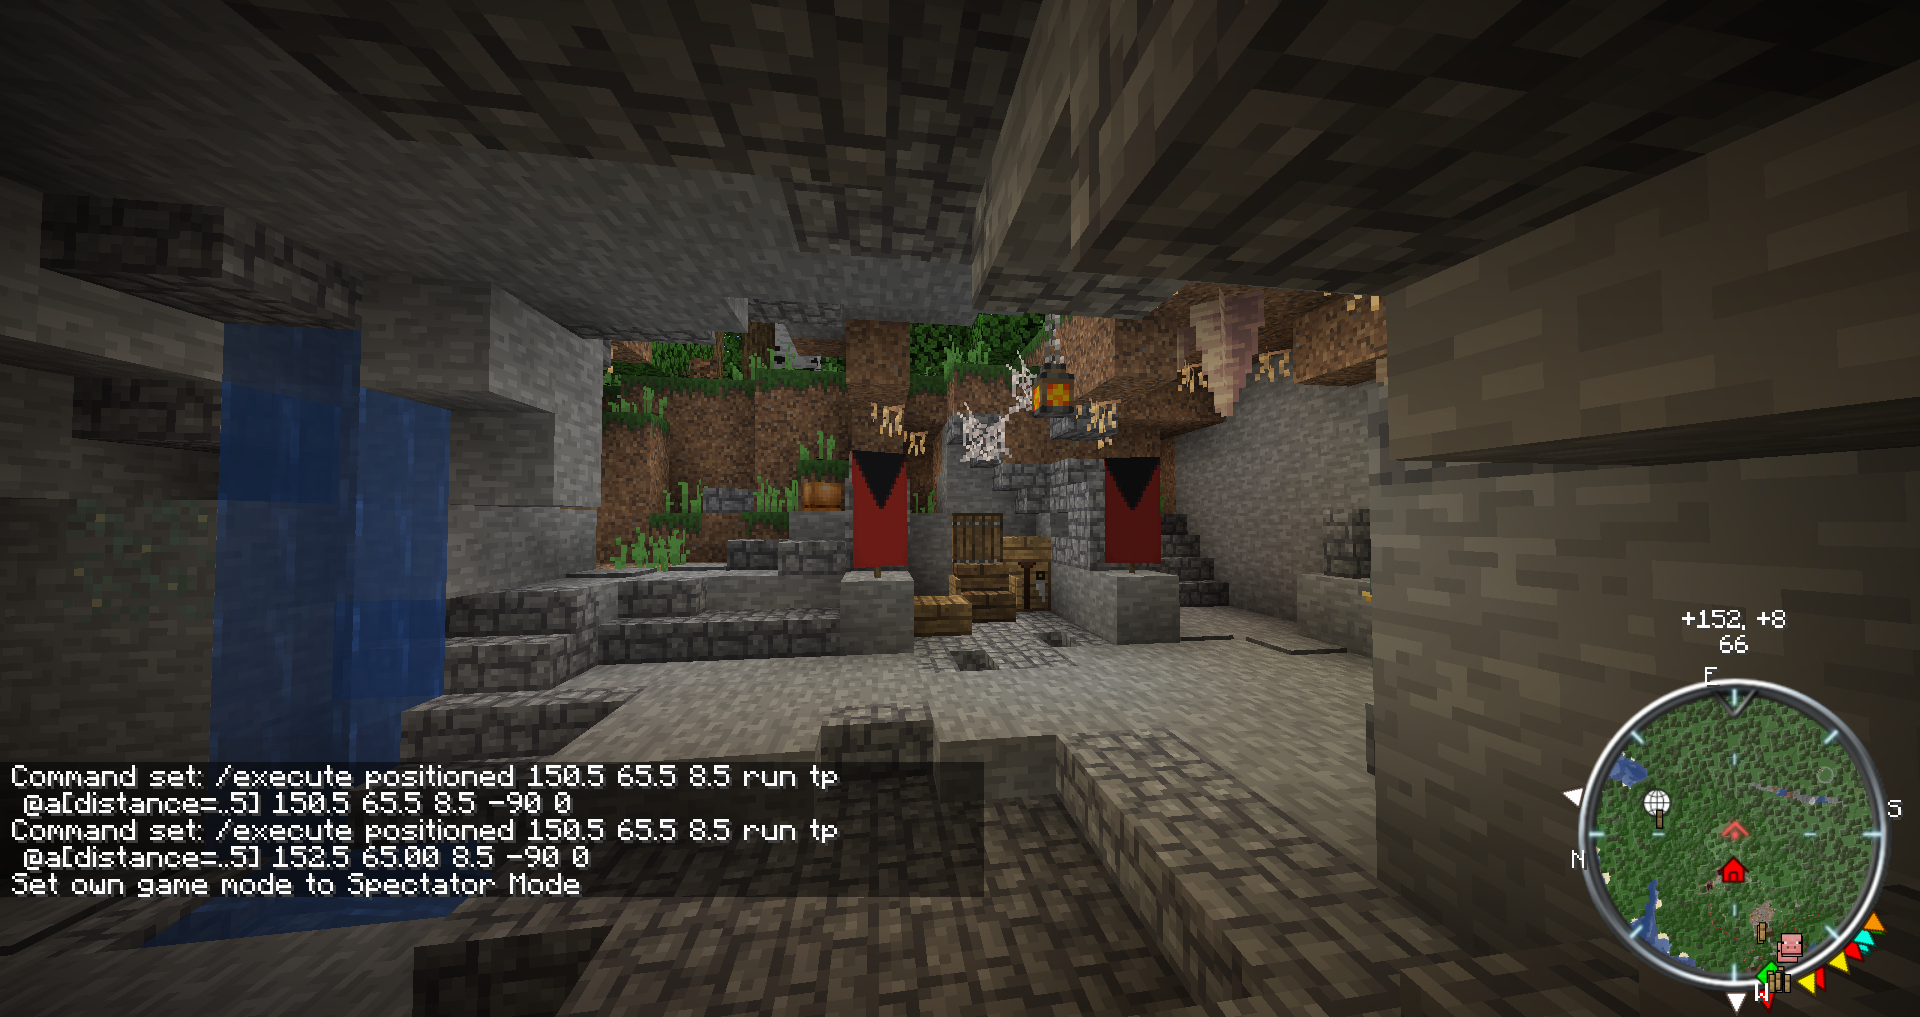 Command set: /execute positioned 150.5 65.5 8.5 run tp
@a[distance=..5] 150.5 65.5 8.5 -90 0
Command set: /execute positioned 150.5 65.5 8.5 run tp
@a[distance=..5] 152.5 65.00 8.5 -90 0
Set own game mode to Spectator Mode
+152, +8
66
E
S
N
W